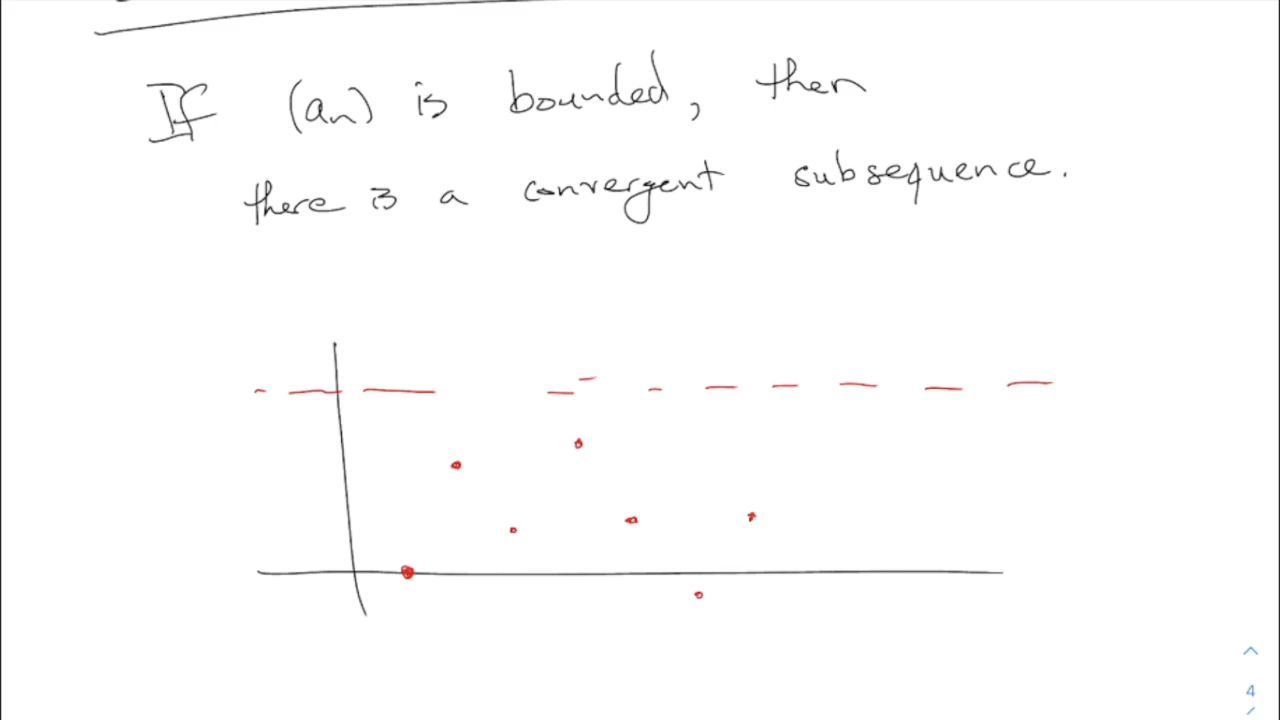 If (an) is bounded, then
there is a convergent subsequence.
4